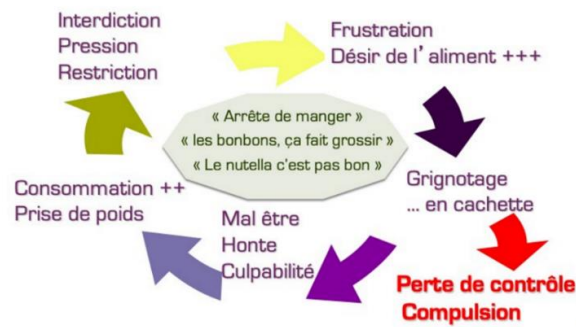 Interdiction
Pression
Restriction
Frustration
Désir de l' aliment +++
« Arrête de manger »
« les bonbons, ça fait grossir »
« Le nutella c'est pas bon »
Grignotage
... en cachette
Perte de contrôle
Compulsion
Mal être
Honte
Culpabilité
Consommation ++
Prise de poids